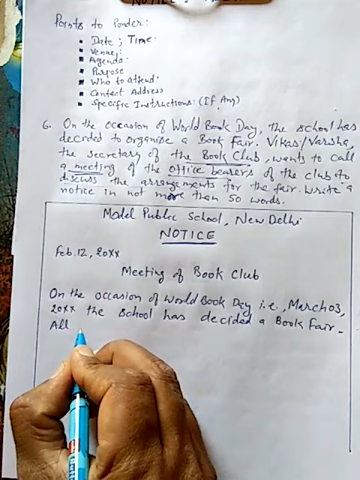 NOTICE
Points to Ponder:
▪ Date ; Time:
▪ Venue:
▪ Agenda:
▪ Purpose
▪ Who to attend:
▪ Contact Address
▪ Specific Instructions: (If Any)
6. On the occasion of World Book Day, the school has
decided to organise a Book fair. Vikas/Varsha,
the secretary of the Book Club, wants to call
a meeting of the office bearers of the club to
discuss the arrangements for the fair. Write a
notice in not more than 50 words.
Model Public School, New Delhi
NOTICE
Feb. 12, 20xx
Meeting of Book Club
On the occasion of World Book Day i.e., March 03,
20xx the School has decided a Book Fair.
All